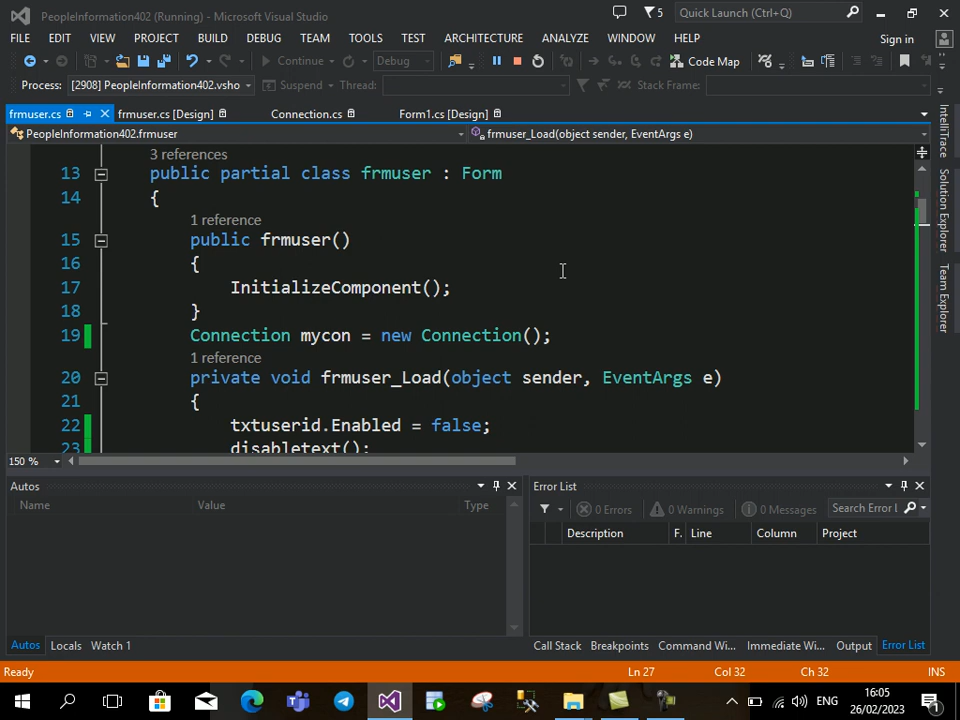 PeopleInformation402 (Running) - Microsoft Visual Studio
5
Quick Launch (Ctrl+Q)
FILE EDIT VIEW PROJECT BUILD DEBUG TEAM TOOLS TEST ARCHITECTURE ANALYZE WINDOW HELP
Sign in
Continue Debug Code Map
Process: [2908] PeopleInformation402.vsho Suspend Thread: Stack Frame:
frmuser.cs frmuser.cs [Design] Connection.cs Form1.cs [Design]
PeopleInformation402.frmuser frmuser_Load(object sender, EventArgs e)
3 references
13 public partial class frmuser : Form
14 {
1 reference
15 public frmuser()
16 {
17 InitializeComponent();
18 }
19 Connection mycon = new Connection();
1 reference
20 private void frmuser_Load(object sender, EventArgs e)
21 {
22 txtuserid.Enabled = false;
23 disabletext();
150 %
IntelliTrace
Solution Explorer
Team Explorer
Autos
Name Value Type
Error List
0 Errors 0 Warnings 0 Messages Search Error L
Description F. Line Column Project
Autos Locals Watch 1
Call Stack Breakpoints Command Wi... Immediate Wi... Output Error List
Ready Ln 27 Col 32 Ch 32 INS
ENG
16:05
26/02/2023
1